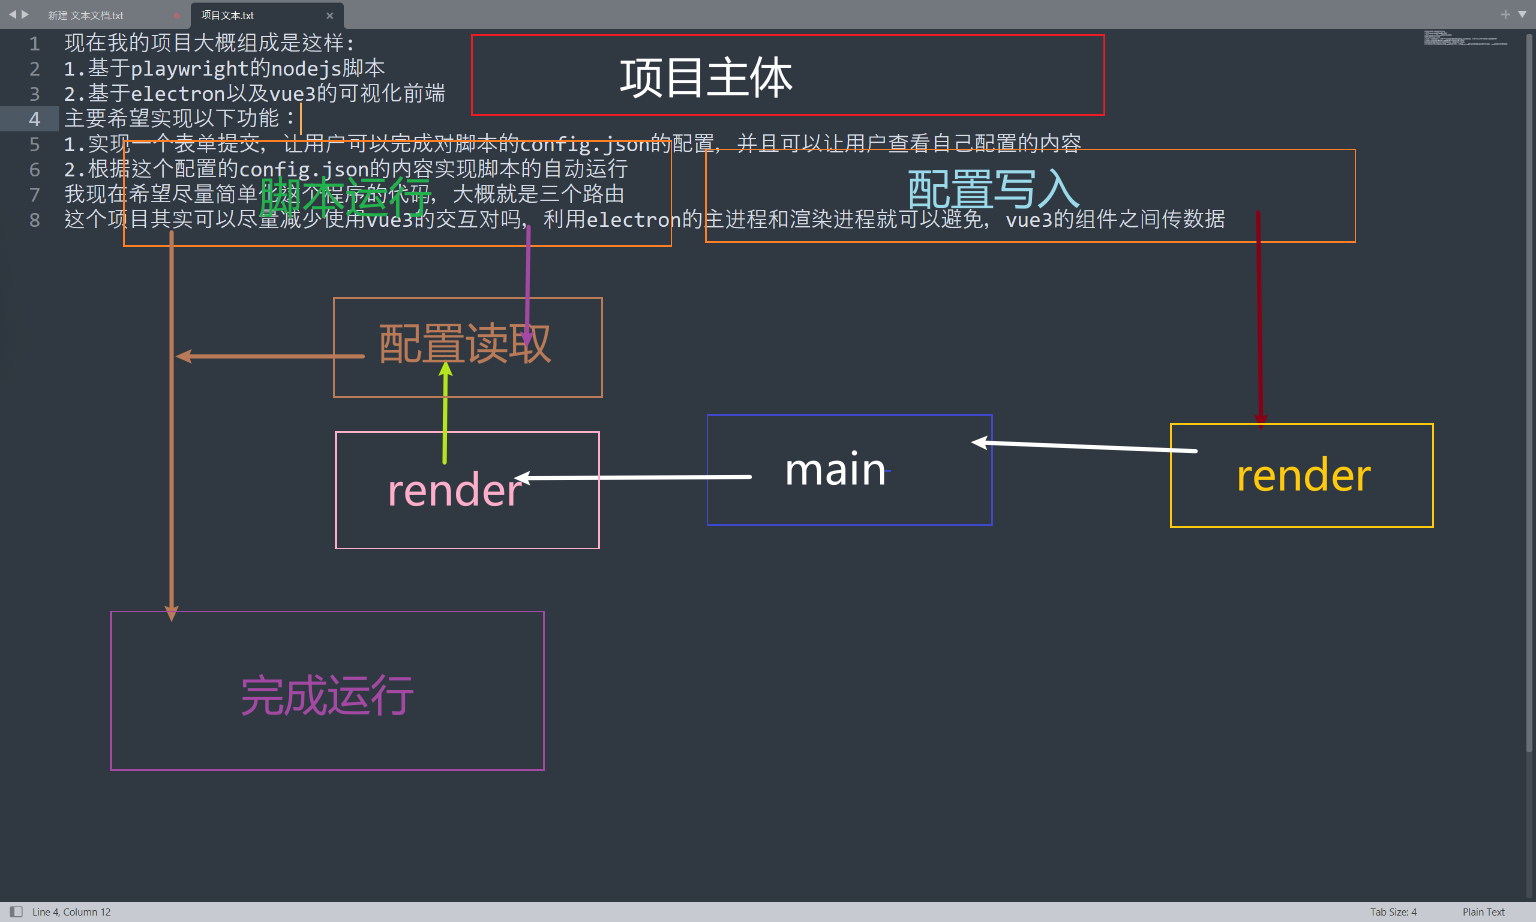 新建 文本文档.txt
项目文本.txt
1 现在我的项目大概组成是这样:
2 1.基于playwright的nodejs脚本
3 2.基于electron以及vue3的可视化前端
4 主要希望实现以下功能：
5 1.实现一个表单提交，让用户可以完成对脚本的config.json的配置，并且可以让用户查看自己配置的内容
6 2.根据这个配置的config.json的内容实现脚本的自动运行
7 我现在希望尽量简单化这个程序的代码，大概就是三个路由
8 这个项目其实可以尽量减少使用vue3的交互对吗，利用electron的主进程和渲染进程就可以避免，vue3的组件之间传数据
项目主体
脚本运行
配置写入
配置读取
render
main
render
完成运行
Line 4, Column 12
Tab Size: 4
Plain Text